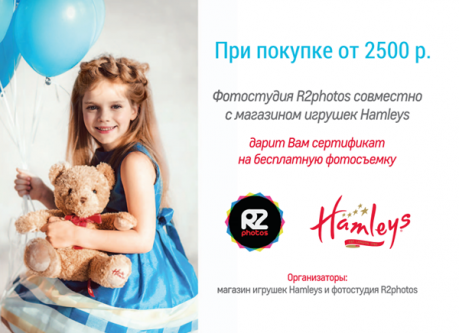 При покупке от 2500 р.
Фотостудия R2photos совместно
с магазином игрушек Hamleys
дарит Вам сертификат
на бесплатную фотосъемку
R2
photos
Hamleys
Организаторы:
магазин игрушек Hamleys и фотостудия R2photos